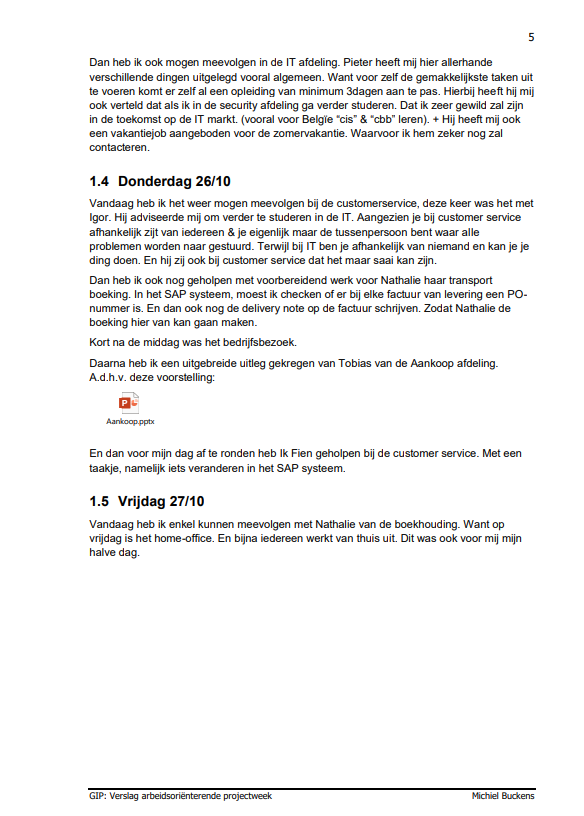 5
Dan heb ik ook mogen meevolgen in de IT afdeling. Pieter heeft mij hier allerhande
verschillende dingen uitgelegd vooral algemeen. Want voor zelf de gemakkelijkste taken uit
te voeren komt er zelf al een opleiding van minimum 3dagen aan te pas. Hierbij heeft hij mij
ook verteld dat als ik in de security afdeling ga verder studeren. Dat ik zeer gewild zal zijn
in de toekomst op de IT markt. (vooral voor Belgïe “cis” & “cbb” leren). + Hij heeft mij ook
een vakantiejob aangeboden voor de zomervakantie. Waarvoor ik hem zeker nog zal
contacteren.
1.4 Donderdag 26/10
Vandaag heb ik het weer mogen meevolgen bij de customerservice, deze keer was het met
Igor. Hij adviseerde mij om verder te studeren in de IT. Aangezien je bij customer service
afhankelijk zijt van iedereen & je eigenlijk maar de tussenpersoon bent waar alle
problemen worden naar gestuurd. Terwijl bij IT ben je afhankelijk van niemand en kan je je
ding doen. En hij zij ook bij customer service dat het maar saai kan zijn.
Dan heb ik ook nog geholpen met voorbereidend werk voor Nathalie haar transport
boeking. In het SAP systeem, moest ik checken of er bij elke factuur van levering een PO-
nummer is. En dan ook nog de delivery note op de factuur schrijven. Zodat Nathalie de
boeking hier van kan gaan maken.
Kort na de middag was het bedrijfsbezoek.
Daarna heb ik een uitgebreide uitleg gekregen van Tobias van de Aankoop afdeling.
A.d.h.v. deze voorstelling:
Aankoop.pptx
En dan voor mijn dag af te ronden heb Ik Fien geholpen bij de customer service. Met een
taakje, namelijk iets veranderen in het SAP systeem.
1.5 Vrijdag 27/10
Vandaag heb ik enkel kunnen meevolgen met Nathalie van de boekhouding. Want op
vrijdag is het home-office. En bijna iedereen werkt van thuis uit. Dit was ook voor mij mijn
halve dag.
GIP: Verslag arbeidsoriënterende projectweek Michiel Buckens